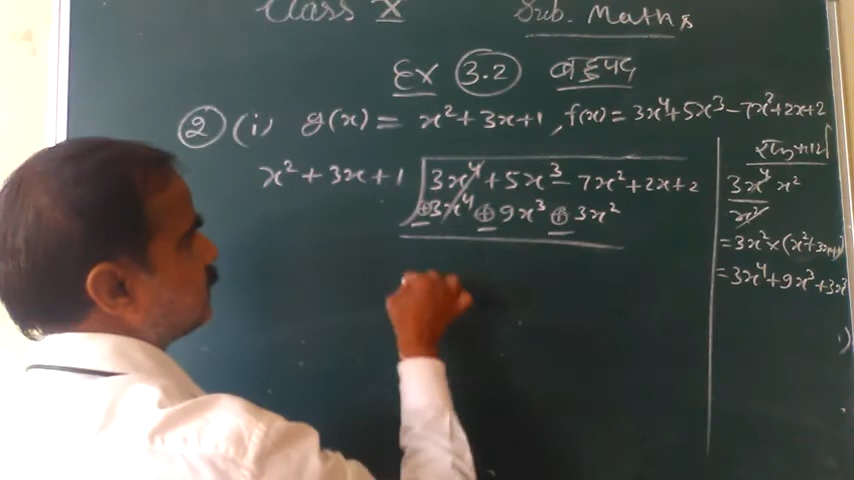 Class X Sub. Maths
Ex 3.2 बहुपद
2 (i) g(x) = x² + 3x + 1, f(x) = 3x⁴ + 5x³ - 7x² + 2x + 2
x² + 3x + 1 3x⁴ + 5x³ - 7x² + 2x + 2
⊕3x⁴ ⊕ 9x³ ⊕ 3x²
3x⁴ x²
x²
= 3x² × (x² + 3x + 1)
= 3x⁴ + 9x³ + 3x²